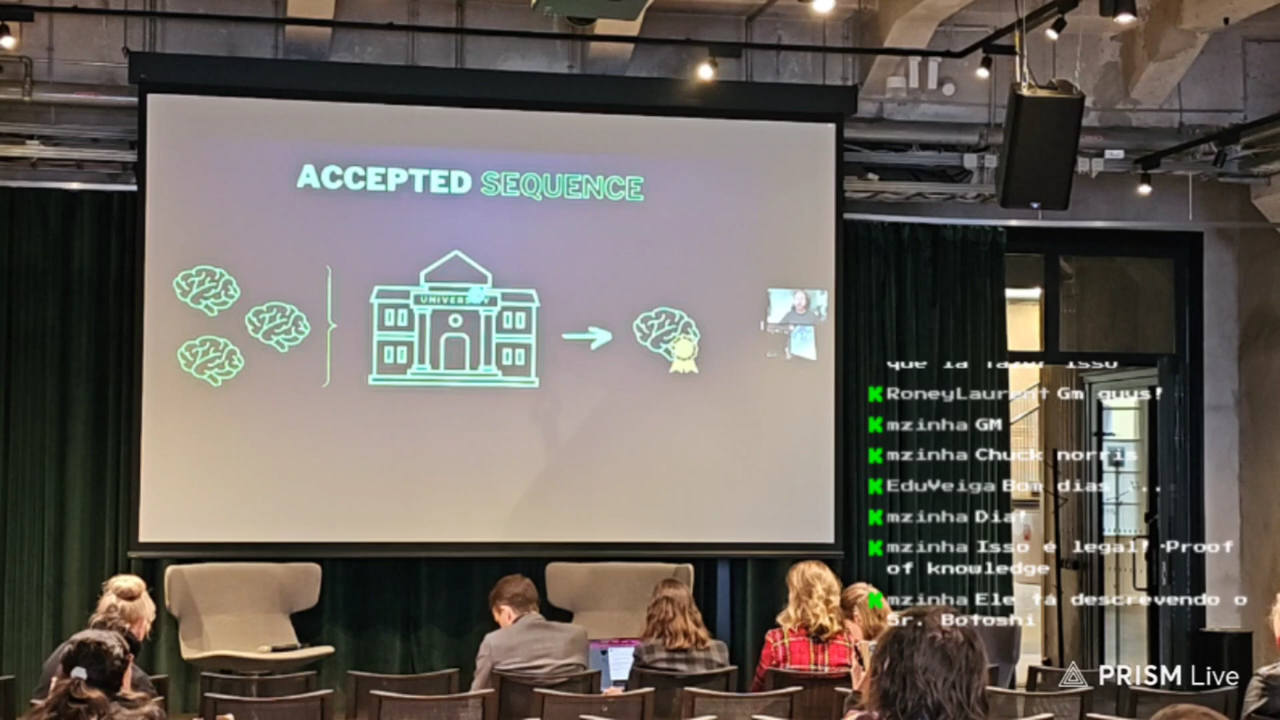 ACCEPTED SEQUENCE
UNIVERSITY
RoneyLaurent Gm guys!
mzinha GM
mzinha Chuck norris
EduVeiga Bom dias ...
mzinha Dia!
mzinha Isso é legal! -Proof
of knowledge
mzinha Ele tá descrevendo o
Sr. Botoshi
PRISM Live